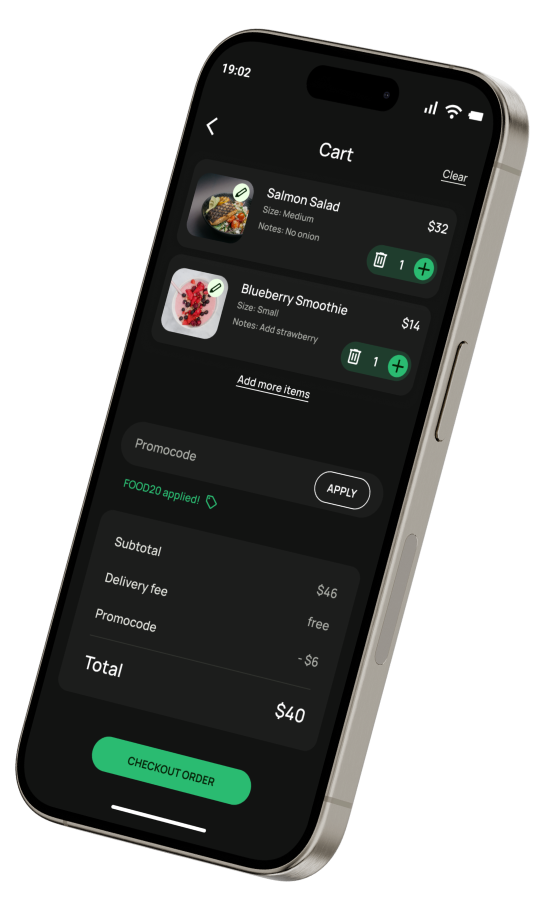 19:02
Cart
Clear
Salmon Salad
$32
Size: Medium
Notes: No onion
1
Blueberry Smoothie
$14
Size: Small
Notes: Add strawberry
1
Add more items
Promocode
APPLY
FOOD20 applied!
Subtotal
$46
Delivery fee
free
Promocode
- $6
Total
$40
CHECKOUT ORDER